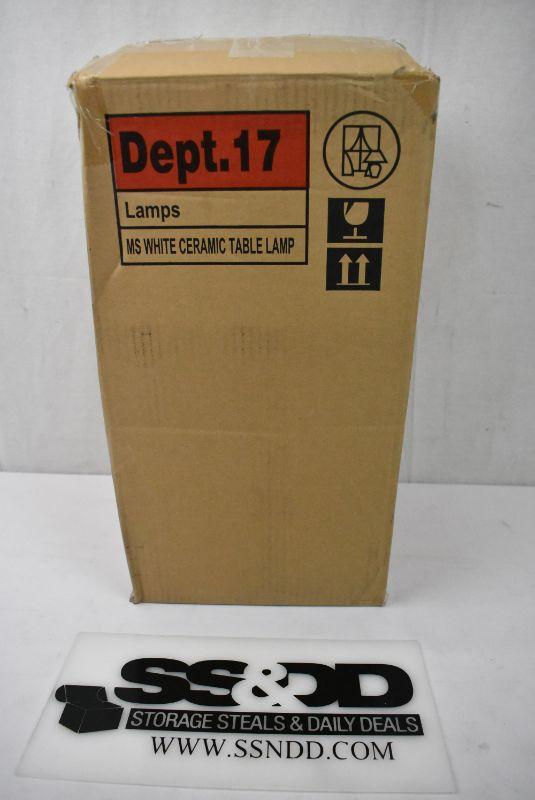 Dept.17
Lamps
MS WHITE CERAMIC TABLE LAMP
SS&DD
STORAGE STEALS & DAILY DEALS
WWW.SSNDD.COM